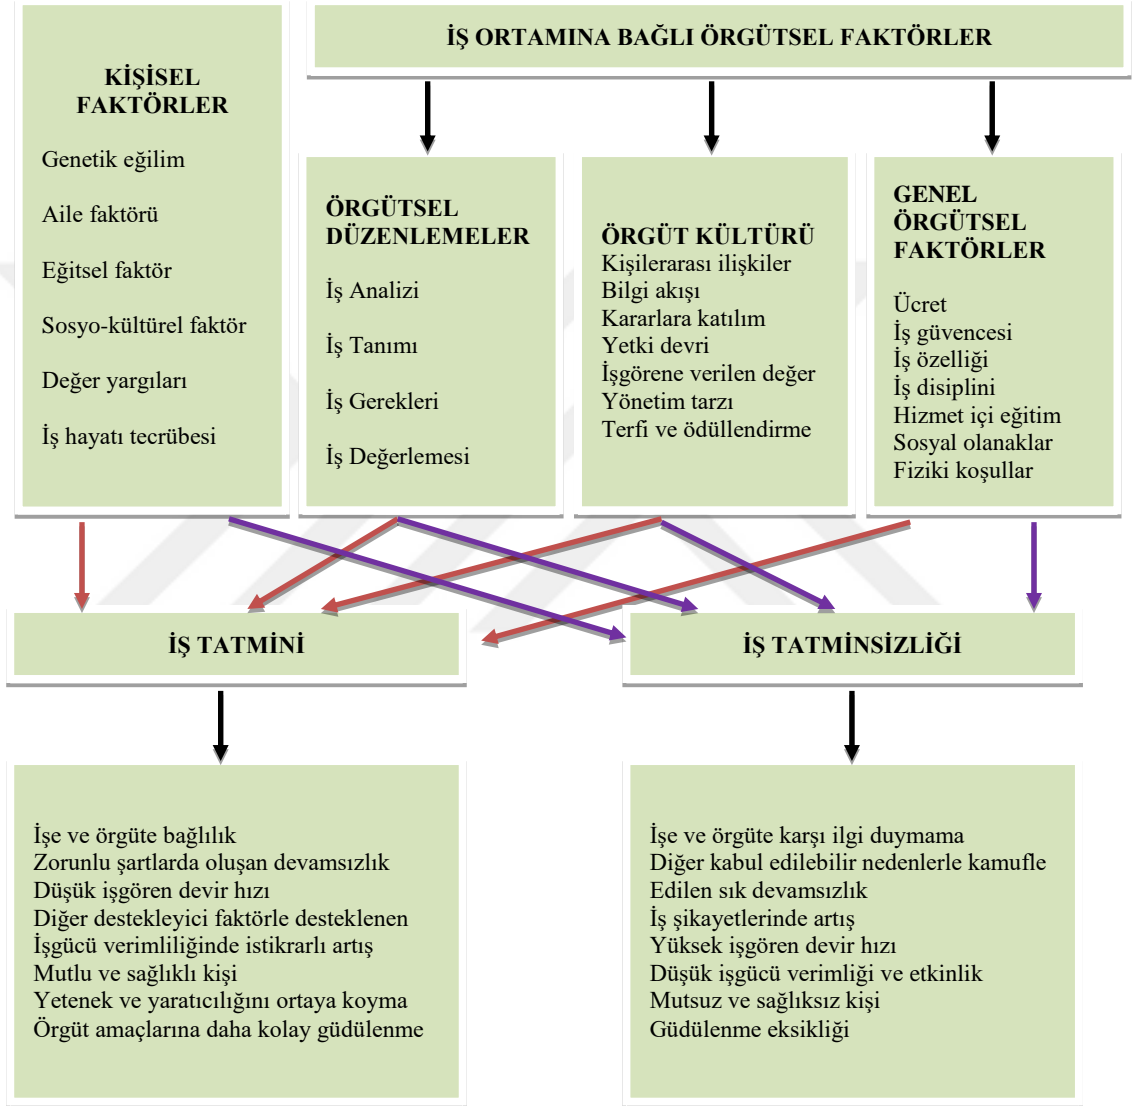 KİŞİSEL
FAKTÖRLER
Genetik eğilim
Aile faktörü
Eğitsel faktör
Sosyo-kültürel faktör
Değer yargıları
İş hayatı tecrübesi
İŞ ORTAMINA BAĞLI ÖRGÜTSEL FAKTÖRLER
ÖRGÜTSEL
DÜZENLEMELER
İş Analizi
İş Tanımı
İş Gerekleri
İş Değerlemesi
ÖRGÜT KÜLTÜRÜ
Kişilerarası ilişkiler
Bilgi akışı
Kararlara katılım
Yetki devri
İşgörene verilen değer
Yönetim tarzı
Terfi ve ödüllendirme
GENEL
ÖRGÜTSEL
FAKTÖRLER
Ücret
İş güvencesi
İş özelliği
İş disiplini
Hizmet içi eğitim
Sosyal olanaklar
Fiziki koşullar
İŞ TATMİNİ
İŞ TATMİNSİZLİĞİ
İşe ve örgüte bağlılık
Zorunlu şartlarda oluşan devamsızlık
Düşük işgören devir hızı
Diğer destekleyici faktörle desteklenen
İşgücü verimliliğinde istikrarlı artış
Mutlu ve sağlıklı kişi
Yetenek ve yaratıcılığını ortaya koyma
Örgüt amaçlarına daha kolay güdülenme
İşe ve örgüte karşı ilgi duymama
Diğer kabul edilebilir nedenlerle kamufle
Edilen sık devamsızlık
İş şikayetlerinde artış
Yüksek işgören devir hızı
Düşük işgücü verimliği ve etkinlik
Mutsuz ve sağlıksız kişi
Güdülenme eksikliği